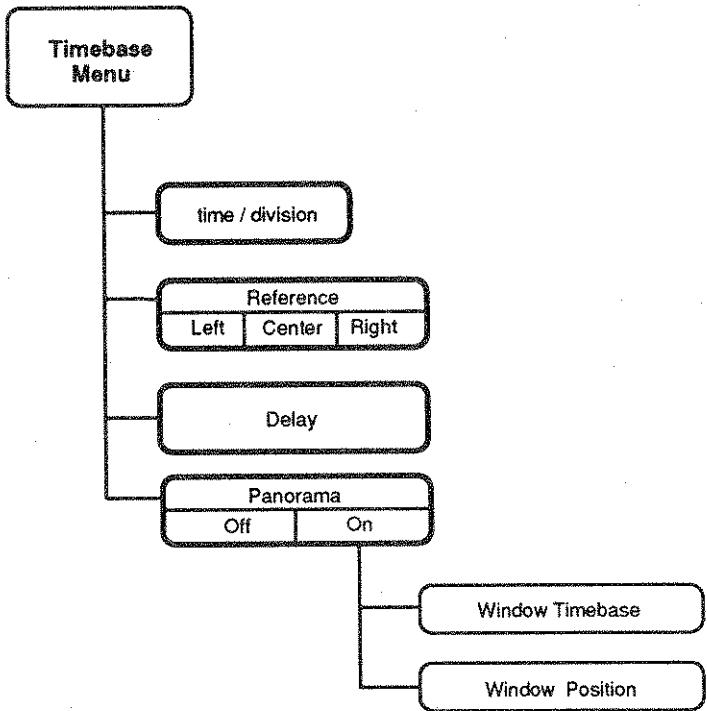 Timebase
Menu
time / division
Reference
Left Center Right
Delay
Panorama
Off On
Window Timebase
Window Position